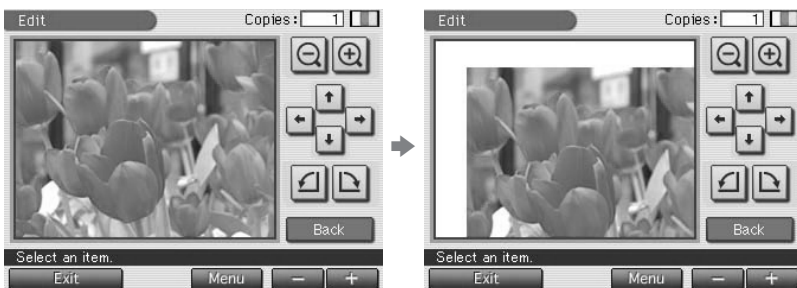 Edit Copies: 1
Back
Select an item.
Exit Menu − +
Edit Copies: 1
Back
Select an item.
Exit Menu − +